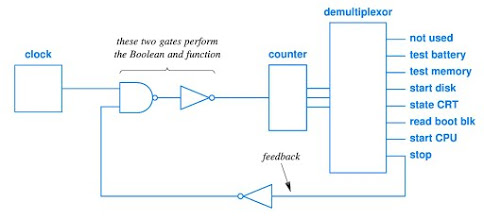 demultiplexor
these two gates perform
the Boolean and function
clock
counter
not used
test battery
test memory
start disk
state CRT
read boot blk
start CPU
stop
feedback